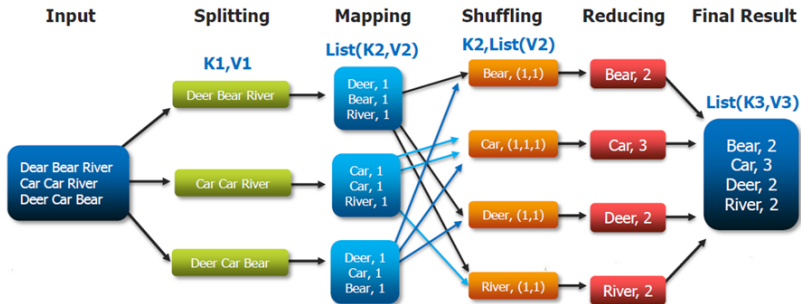 Input
Splitting
Mapping
Shuffling
Reducing
Final Result
K1,V1
List(K2,V2)
K2,List(V2)
List(K3,V3)
Dear Bear River
Car Car River
Deer Car Bear
Deer Bear River
Car Car River
Deer Car Bear
Deer, 1
Bear, 1
River, 1
Car, 1
Car, 1
River, 1
Deer, 1
Car, 1
Bear, 1
Bear, (1,1)
Car, (1,1,1)
Deer, (1,1)
River, (1,1)
Bear, 2
Car, 3
Deer, 2
River, 2
Bear, 2
Car, 3
Deer, 2
River, 2